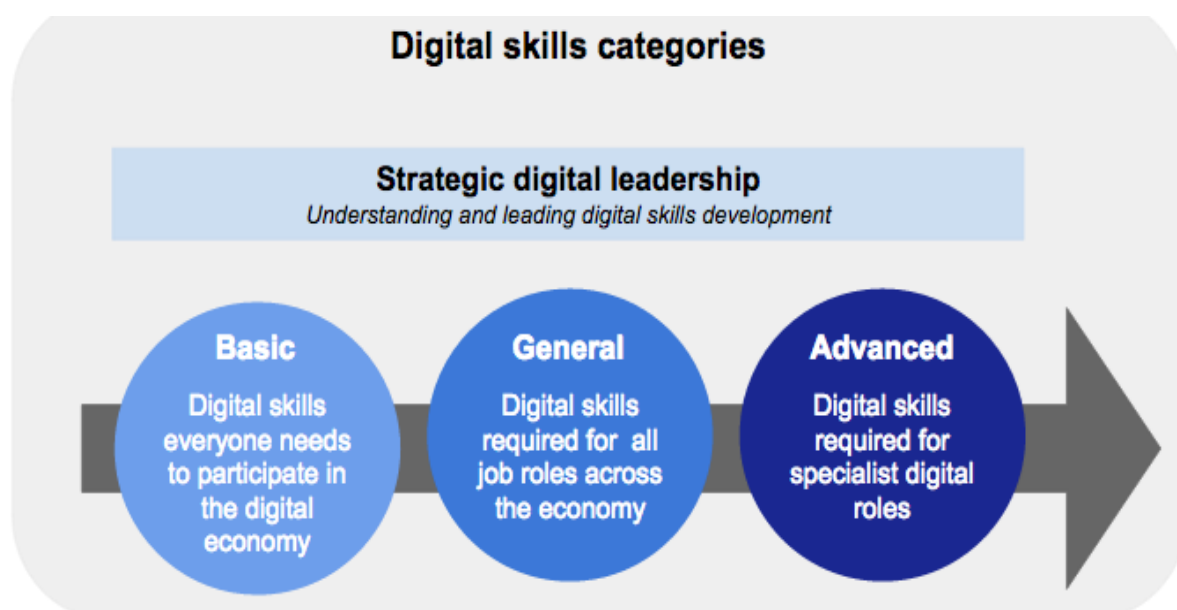 Digital skills categories
Strategic digital leadership
Understanding and leading digital skills development
Basic
Digital skills
everyone needs
to participate in
the digital
economy
General
Digital skills
required for all
job roles across
the economy
Advanced
Digital skills
required for
specialist digital
roles